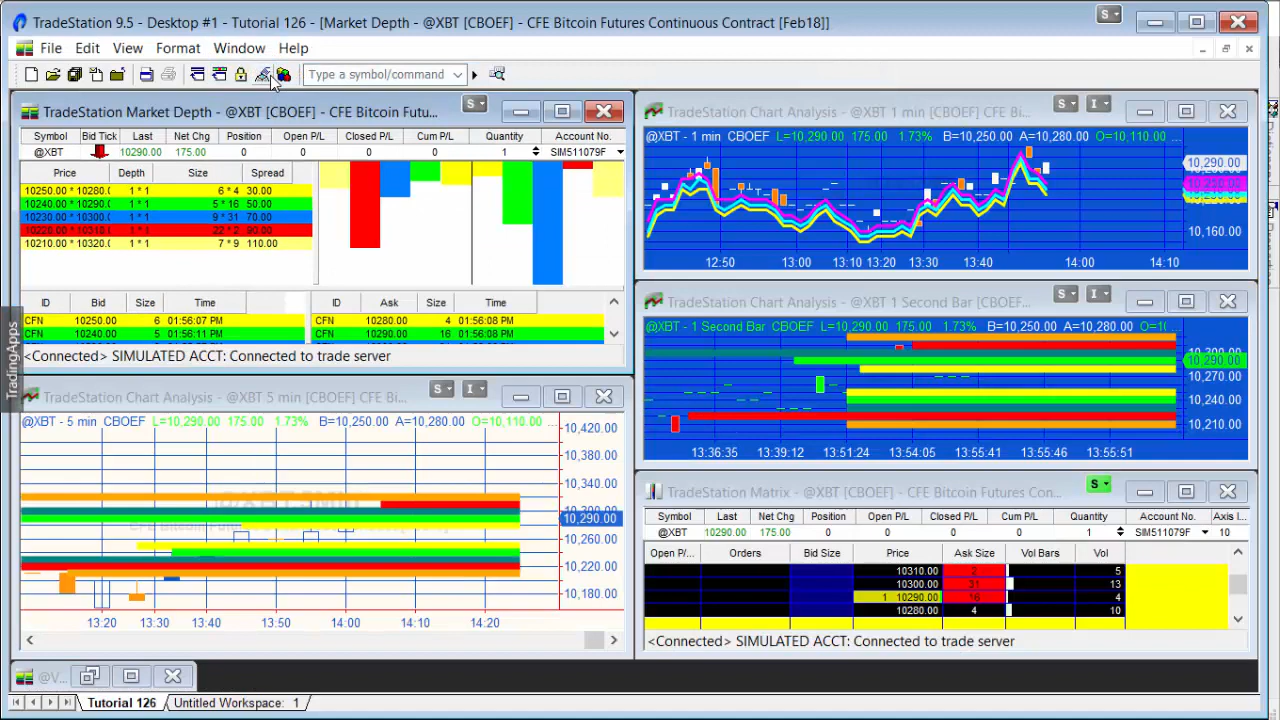 TradeStation 9.5 - Desktop #1 - Tutorial 126 - [Market Depth - @XBT [CBOEF] - CFE Bitcoin Futures Continuous Contract [Feb18]]
S
File Edit View Format Window Help
Type a symbol/command
TradeStation Market Depth - @XBT [CBOEF] - CFE Bitcoin Futu...
S
Symbol Bid Tick Last Net Chg Position Open P/L Closed P/L Cum P/L Quantity Account No.
@XBT 10290.00 175.00 0 0 0 0 1 SIM511079F
Price Depth Size Spread
10250.00 * 10280.0 1 * 1 6 * 4 30.00
10240.00 * 10290.0 1 * 1 5 * 16 50.00
10230.00 * 10300.0 1 * 1 9 * 31 70.00
10220.00 * 10310.0 1 * 1 22 * 2 90.00
10210.00 * 10320.0 1 * 1 7 * 9 110.00
ID Bid Size Time ID Ask Size Time
CFN 10250.00 6 01:56:07 PM CFN 10280.00 4 01:56:08 PM
CFN 10240.00 5 01:56:11 PM CFN 10290.00 16 01:56:08 PM
<Connected> SIMULATED ACCT: Connected to trade server
TradingApps
TradeStation Chart Analysis - @XBT 5 min [CBOEF] CFE Bi...
S I
@XBT - 5 min CBOEF L=10,290.00 175.00 1.73% B=10,250.00 A=10,280.00 O=10,110.00 ...
10,420.00
10,380.00
10,340.00
10,290.00
10,260.00
10,220.00
10,180.00
@XBT,5MIN
13:20 13:30 13:40 13:50 14:00 14:10 14:20
TradeStation Chart Analysis - @XBT 1 min [CBOEF] CFE Bi...
S I
@XBT - 1 min CBOEF L=10,290.00 175.00 1.73% B=10,250.00 A=10,280.00 O=10,110.00 ...
10,290.00
10,250.00
10,160.00
12:50 13:00 13:10 13:20 13:30 13:40 14:00 14:10
TradeStation Chart Analysis - @XBT 1 Second Bar [CBOEF] CFE...
S I
@XBT - 1 Second Bar CBOEF L=10,290.00 175.00 1.73% B=10,250.00 A=10,280.00 O=10...
10,290.00
10,270.00
10,240.00
10,210.00
13:36:35 13:39:12 13:51:24 13:54:05 13:55:41 13:55:46 13:55:51
TradeStation Matrix - @XBT [CBOEF] - CFE Bitcoin Futures Con...
S
Symbol Last Net Chg Position Open P/L Closed P/L Cum P/L Quantity Account No. Axis I...
@XBT 10290.00 175.00 0 0 0 0 1 SIM511079F 10
Open P/... Orders Bid Size Price Ask Size Vol Bars Vol
10310.00 2 5
10300.00 31 13
1 10290.00 16 4
10280.00 4 10
<Connected> SIMULATED ACCT: Connected to trade server
@V...
Tutorial 126 Untitled Workspace: 1